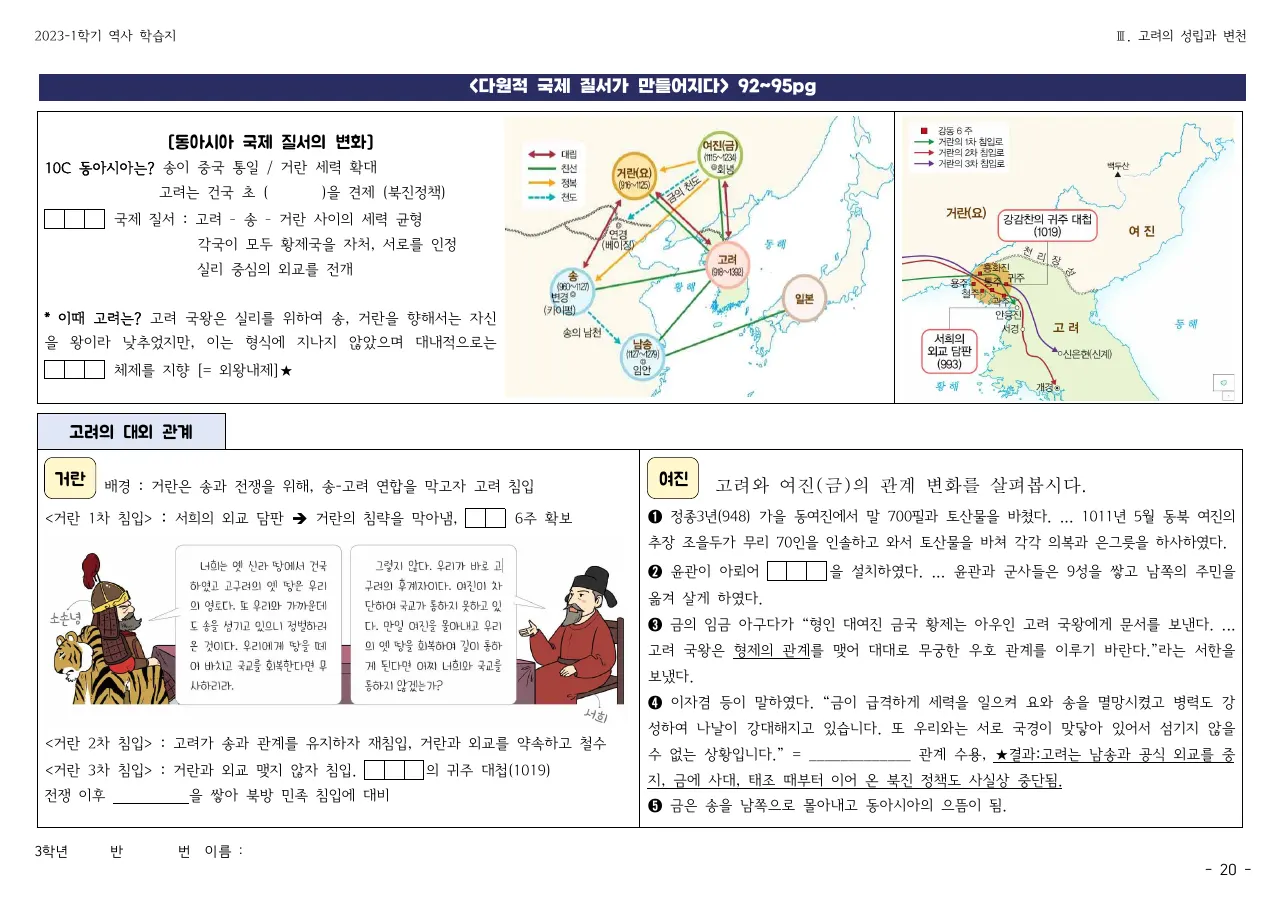 2023-1학기 역사 학습지
Ⅲ. 고려의 성립과 변천
<다원적 국제 질서가 만들어지다> 92~95pg
[동아시아 국제 질서의 변화]
10C 동아시아는? 송이 중국 통일 / 거란 세력 확대
고려는 건국 초 (        )을 견제 (북진정책)
국제 질서 : 고려 - 송 - 거란 사이의 세력 균형
각국이 모두 황제국을 자처, 서로를 인정
실리 중심의 외교를 전개
* 이때 고려는? 고려 국왕은 실리를 위하여 송, 거란을 향해서는 자신
을 왕이라 낮추었지만, 이는 형식에 지나지 않았으며 대내적으로는
체제를 지향 [= 외왕내제]★
대립
친선
정복
천도
여진(금)
(1115~1234)
회녕
거란(요)
(916~1125)
금의 천도
연경
(베이징)
고려
(918~1392)
동해
황해
송
(960~1127)
변경
(카이펑)
일본
송의 남천
남송
(1127~1279)
임안
강동 6 주
거란의 1차 침입로
거란의 2차 침입로
거란의 3차 침입로
백두산
거란(요)
강감찬의 귀주 대첩
(1019)
여진
천리장성
흥화진
용주
통주
귀주
철주
곽주
안융진
서경
고려
동해
서희의
외교 담판
(993)
신은현(신계)
황해
개경
고려의 대외 관계
거란
배경 : 거란은 송과 전쟁을 위해, 송-고려 연합을 막고자 고려 침입
<거란 1차 침입> : 서희의 외교 담판 ➔ 거란의 침략을 막아냄, 6주 확보
소손녕
너희는 옛 신라 땅에서 건국
하였고 고구려의 옛 땅은 우리
의 영토다. 또 우리와 가까운데
도 송을 섬기고 있으니 정벌하러
온 것이다. 우리에게 땅을 떼
어 바치고 국교를 회복한다면 무
사하리라.
그렇지 않다. 우리가 바로 고
구려의 후계자이다. 여진이 차
단하여 국교가 통하지 못하고 있
다. 만일 여진을 몰아내고 우리
의 옛 땅을 회복하여 길이 통하
게 된다면 어찌 너희와 국교를
통하지 않겠는가?
서희
<거란 2차 침입> : 고려가 송과 관계를 유지하자 재침입, 거란과 외교를 약속하고 철수
<거란 3차 침입> : 거란과 외교 맺지 않자 침입. 의 귀주 대첩(1019)
전쟁 이후 __________을 쌓아 북방 민족 침입에 대비
여진
고려와 여진(금)의 관계 변화를 살펴봅시다.
❶ 정종3년(948) 가을 동여진에서 말 700필과 토산물을 바쳤다. … 1011년 5월 동북 여진의
추장 조을두가 무리 70인을 인솔하고 와서 토산물을 바쳐 각각 의복과 은그릇을 하사하였다.
❷ 윤관이 아뢰어 을 설치하였다. … 윤관과 군사들은 9성을 쌓고 남쪽의 주민을
옮겨 살게 하였다.
❸ 금의 임금 아구다가 “형인 대여진 금국 황제는 아우인 고려 국왕에게 문서를 보낸다. …
고려 국왕은 형제의 관계를 맺어 대대로 무궁한 우호 관계를 이루기 바란다.”라는 서한을
보냈다.
❹ 이자겸 등이 말하였다. “금이 급격하게 세력을 일으켜 요와 송을 멸망시켰고 병력도 강
성하여 나날이 강대해지고 있습니다. 또 우리와는 서로 국경이 맞닿아 있어서 섬기지 않을
수 없는 상황입니다.” = _____________ 관계 수용, ★결과:고려는 남송과 공식 외교를 중
지, 금에 사대, 태조 때부터 이어 온 북진 정책도 사실상 중단됨.
❺ 금은 송을 남쪽으로 몰아내고 동아시아의 으뜸이 됨.
3학년 반 번 이름 :
- 20 -